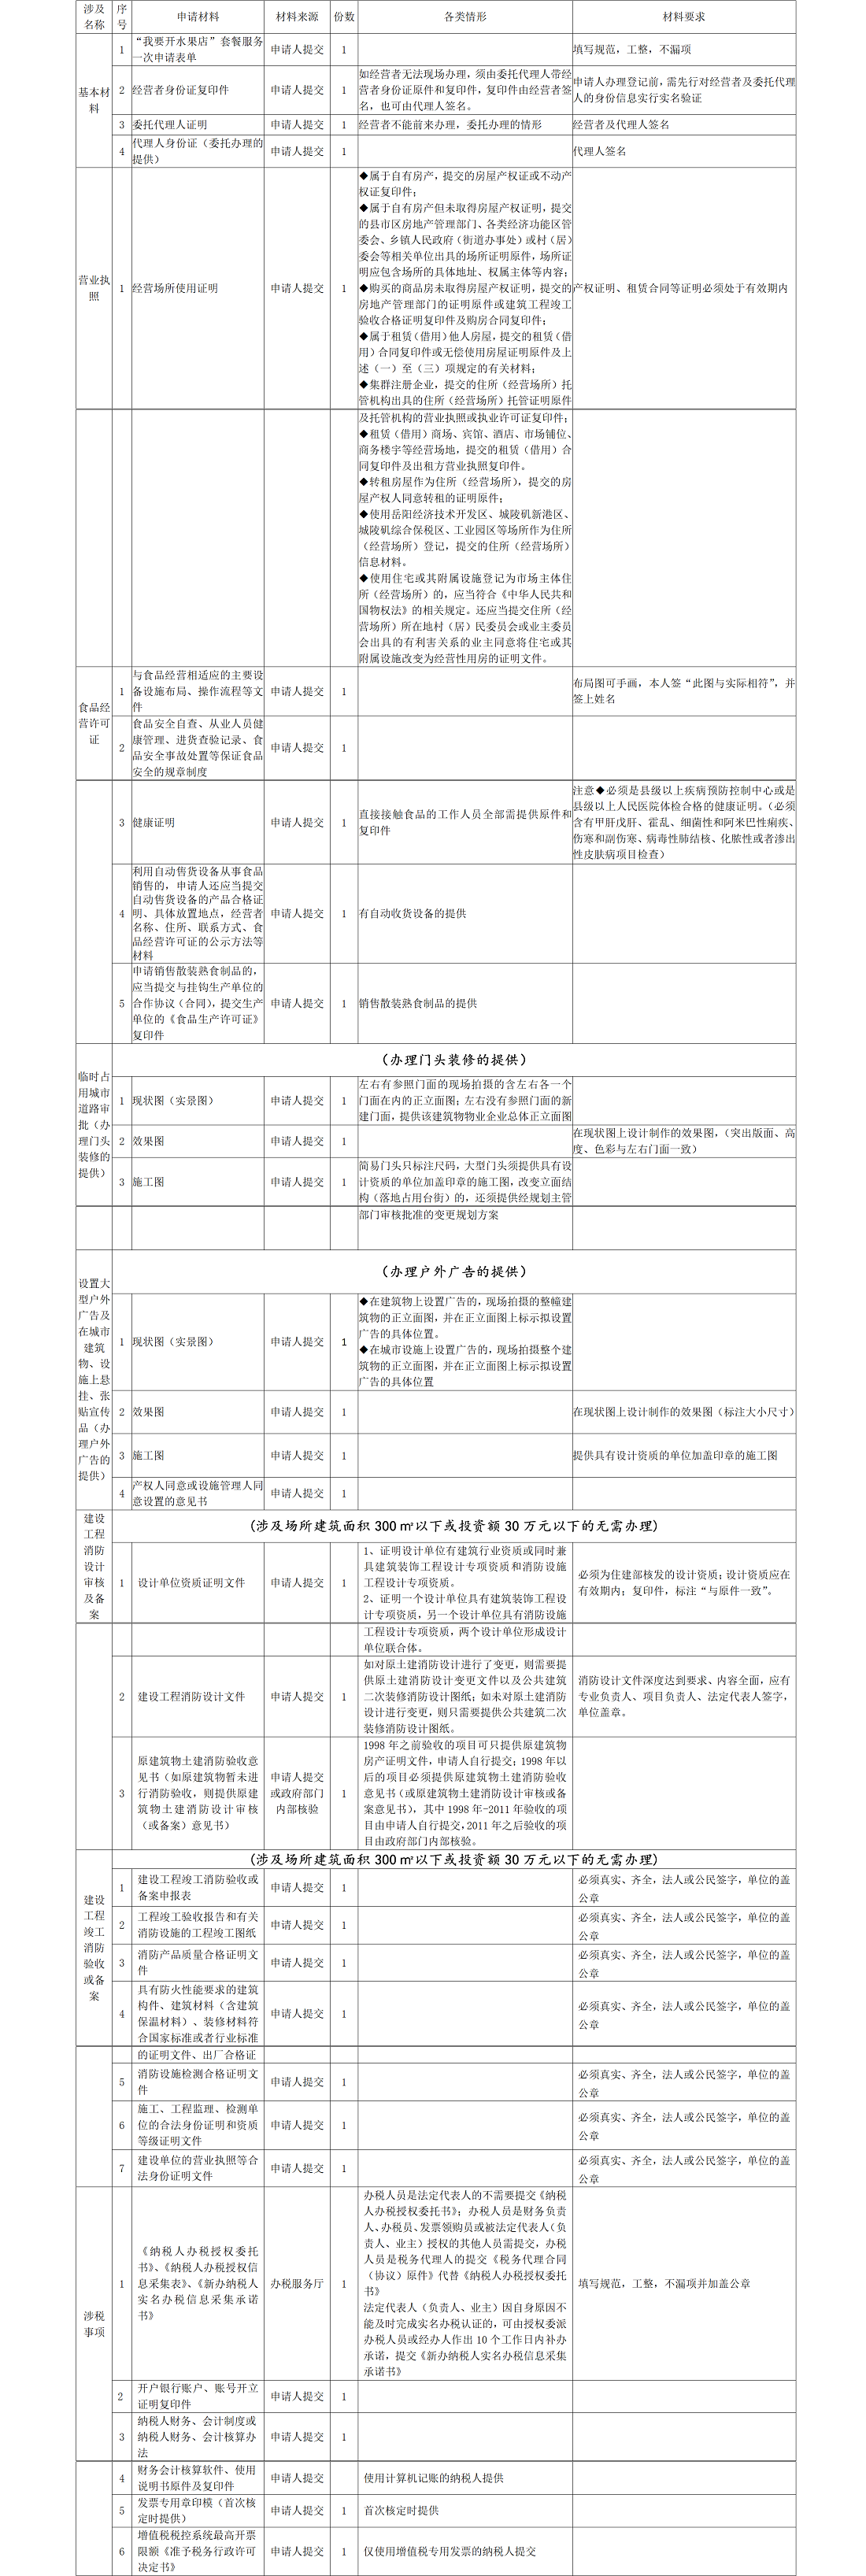 涉及名称 序号 申请材料 材料来源 份数 各类情形 材料要求
基本材料
1 “我要开水果店”套餐服务一次申请表单 申请人提交 1 填写规范，工整，不漏项
2 经营者身份证复印件 申请人提交 1 如经营者无法现场办理，须由委托代理人带经营者身份证原件和复印件，复印件由经营者签名，也可由代理人签名。 申请人办理登记前，需先行对经营者及委托代理人的身份信息实行实名验证
3 委托代理人证明 申请人提交 1 经营者不能前来办理，委托办理的情形 经营者及代理人签名
4 代理人身份证（委托办理的提供） 申请人提交 1 代理人签名
营业执照
1 经营场所使用证明 申请人提交 1
◆属于自有房产，提交的房屋产权证或不动产权证复印件；
◆属于自有房产但未取得房屋产权证明，提交的县市区房地产管理部门、各类经济功能区管委会、乡镇人民政府（街道办事处）或村（居）委会等相关单位出具的场所证明原件，场所证明应包含场所的具体地址、权属主体等内容；
◆购买的商品房未取得房屋产权证明，提交的房地产管理部门的证明原件或建筑工程竣工验收合格证明复印件及购房合同复印件；
◆属于租赁（借用）他人房屋，提交的租赁（借用）合同复印件或无偿使用房屋证明原件及上述（一）至（三）项规定的有关材料；
◆集群注册企业，提交的住所（经营场所）托管机构出具的住所（经营场所）托管证明原件
产权证明、租赁合同等证明必须处于有效期内
及托管机构的营业执照或执业许可证复印件；
◆租赁（借用）商场、宾馆、酒店、市场铺位、商务楼宇等经营场地，提交的租赁（借用）合同复印件及出租方营业执照复印件。
◆转租房屋作为住所（经营场所），提交的房屋产权人同意转租的证明原件；
◆使用岳阳经济技术开发区、城陵矶新港区、城陵矶综合保税区、工业园区等场所作为住所（经营场所）登记，提交的住所（经营场所）信息材料。
◆使用住宅或其附属设施登记为市场主体住所（经营场所）的，应当符合《中华人民共和国物权法》的相关规定。还应当提交住所（经营场所）所在地村（居）民委员会或业主委员会出具的有利害关系的业主同意将住宅或其附属设施改变为经营性用房的证明文件。
食品经营许可证
1 与食品经营相适应的主要设备设施布局、操作流程等文件 申请人提交 1 布局图可手画，本人签“此图与实际相符”，并签上姓名
2 食品安全自查、从业人员健康管理、进货查验记录、食品安全事故处置等保证食品安全的规章制度 申请人提交 1
3 健康证明 申请人提交 1 直接接触食品的工作人员全部需提供原件和复印件 注意◆必须是县级以上疾病预防控制中心或是县级以上人民医院体检合格的健康证明。（必须含有甲肝戊肝、霍乱、细菌性和阿米巴性痢疾、伤寒和副伤寒、病毒性肺结核、化脓性或者渗出性皮肤病项目检查）
4 利用自动售货设备从事食品销售的，申请人还应当提交自动售货设备的产品合格证明、具体放置地点，经营者名称、住所、联系方式、食品经营许可证的公示方法等材料 申请人提交 1 有自动收货设备的提供
5 申请销售散装熟食制品的，应当提交与挂钩生产单位的合作协议（合同），提交生产单位的《食品生产许可证》复印件 申请人提交 1 销售散装熟食制品的提供
临时占用城市道路审批（办理门头装修的提供）
（办理门头装修的提供）
1 现状图（实景图） 申请人提交 1 左右有参照门面的现场拍摄的含左右各一个门面在内的正立面图；左右没有参照门面的新建门面，提供该建筑物物业企业总体正立面图
2 效果图 申请人提交 1 在现状图上设计制作的效果图，（突出版面、高度、色彩与左右门面一致）
3 施工图 申请人提交 1 简易门头只标注尺码，大型门头须提供具有设计资质的单位加盖印章的施工图，改变立面结构（落地占用台街）的，还须提供经规划主管
部门审核批准的变更规划方案
设置大型户外广告及在城市建筑物、设施上悬挂、张贴宣传品（办理户外广告的提供）
（办理户外广告的提供）
1 现状图（实景图） 申请人提交 1
◆在建筑物上设置广告的，现场拍摄的整幢建筑物的正立面图，并在正立面图上标示拟设置广告的具体位置。
◆在城市设施上设置广告的，现场拍摄整个建筑物的正立面图，并在正立面图上标示拟设置广告的具体位置
2 效果图 申请人提交 1 在现状图上设计制作的效果图（标注大小尺寸）
3 施工图 申请人提交 1 提供具有设计资质的单位加盖印章的施工图
4 产权人同意或设施管理人同意设置的意见书 申请人提交 1
建设工程消防设计审核及备案
(涉及场所建筑面积 300㎡以下或投资额 30 万元以下的无需办理)
1 设计单位资质证明文件 申请人提交 1
1、证明设计单位有建筑行业资质或同时兼具建筑装饰工程设计专项资质和消防设施工程设计专项资质。
2、证明一个设计单位具有建筑装饰工程设计专项资质，另一个设计单位具有消防设施
必须为住建部核发的设计资质；设计资质应在有效期内；复印件，标注“与原件一致”。
工程设计专项资质，两个设计单位形成设计单位联合体。
2 建设工程消防设计文件 申请人提交 1 如对原土建消防设计进行了变更，则需要提供原土建消防设计变更文件以及公共建筑二次装修消防设计图纸；如未对原土建消防设计进行变更，则只需要提供公共建筑二次装修消防设计图纸。 消防设计文件深度达到要求、内容全面，应有专业负责人、项目负责人、法定代表人签字，单位盖章。
3 原建筑物土建消防验收意见书（如原建筑物暂未进行消防验收，则提供原建筑物土建消防设计审核（或备案）意见书） 申请人提交或政府部门内部核验 1 1998 年之前验收的项目可只提供原建筑物房产证明文件，申请人自行提交；1998 年以后的项目必须提供原建筑物土建消防验收意见书（或原建筑物土建消防设计审核或备案意见书），其中 1998 年-2011 年验收的项目由申请人自行提交，2011 年之后验收的项目由政府部门内部核验。
建设工程竣工消防验收或备案
(涉及场所建筑面积 300㎡以下或投资额 30 万元以下的无需办理)
1 建设工程竣工消防验收或备案申报表 申请人提交 1 必须真实、齐全，法人或公民签字，单位的盖公章
2 工程竣工验收报告和有关消防设施的工程竣工图纸 申请人提交 1 必须真实、齐全，法人或公民签字，单位的盖公章
3 消防产品质量合格证明文件 申请人提交 1 必须真实、齐全，法人或公民签字，单位的盖公章
4 具有防火性能要求的建筑构件、建筑材料（含建筑保温材料）、装修材料符合国家标准或者行业标准 申请人提交 1 必须真实、齐全，法人或公民签字，单位的盖公章
的证明文件、出厂合格证
5 消防设施检测合格证明文件 申请人提交 1 必须真实、齐全，法人或公民签字，单位的盖公章
6 施工、工程监理、检测单位的合法身份证明和资质等级证明文件 申请人提交 1 必须真实、齐全，法人或公民签字，单位的盖公章
7 建设单位的营业执照等合法身份证明文件 申请人提交 1 必须真实、齐全，法人或公民签字，单位的盖公章
涉税事项
1 《纳税人办税授权委托书》、《纳税人办税授权信息采集表》、《新办纳税人实名办税信息采集承诺书》 办税服务厅 1
办税人员是法定代表人的不需要提交《纳税人办税授权委托书》；办税人员是财务负责人、办税员、发票领购员或被法定代表人（负责人、业主）授权的其他人员需提交，办税人员是税务代理人的提交《税务代理合同（协议）原件》代替《纳税人办税授权委托书》
法定代表人（负责人、业主）因自身原因不能及时完成实名办税认证的，可由授权委派办税人员或经办人作出 10 个工作日内补办承诺，提交《新办纳税人实名办税信息采集承诺书》
填写规范，工整，不漏项并加盖公章
2 开户银行账户、账号开立证明复印件 申请人提交 1
3 纳税人财务、会计制度或纳税人财务、会计核算办法 申请人提交 1
4 财务会计核算软件、使用说明书原件及复印件 申请人提交 使用计算机记账的纳税人提供
5 发票专用章印模（首次核定时提供） 申请人提交 1 首次核定时提供
6 增值税税控系统最高开票限额《准予税务行政许可决定书》 申请人提交 1 仅使用增值税专用发票的纳税人提交